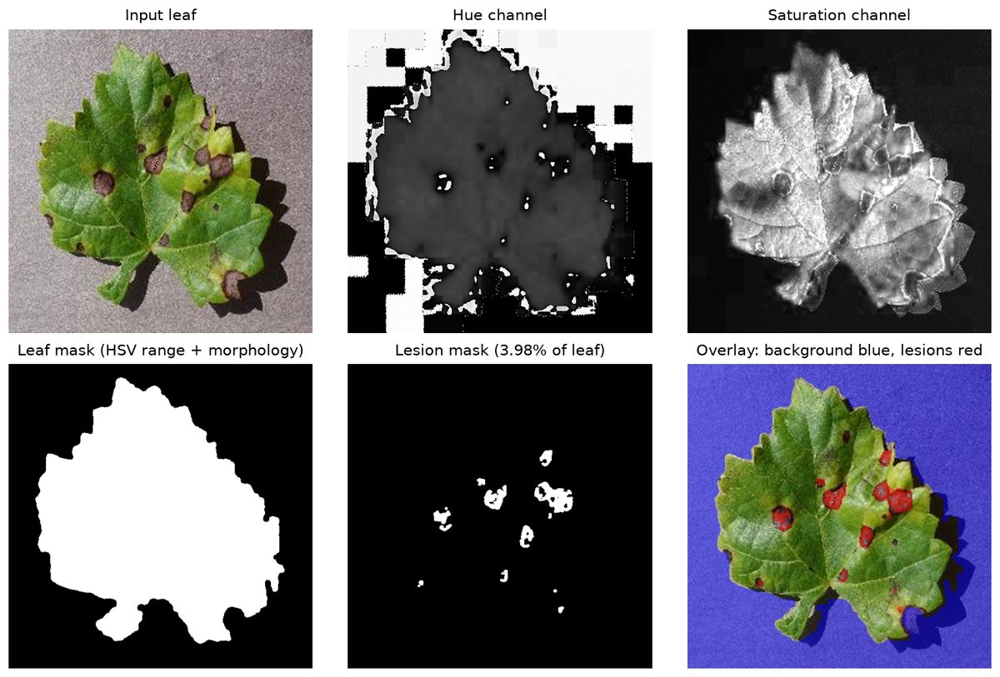 Input leaf
Hue channel
Saturation channel
Leaf mask (HSV range + morphology)
Lesion mask (3.98% of leaf)
Overlay: background blue, lesions red